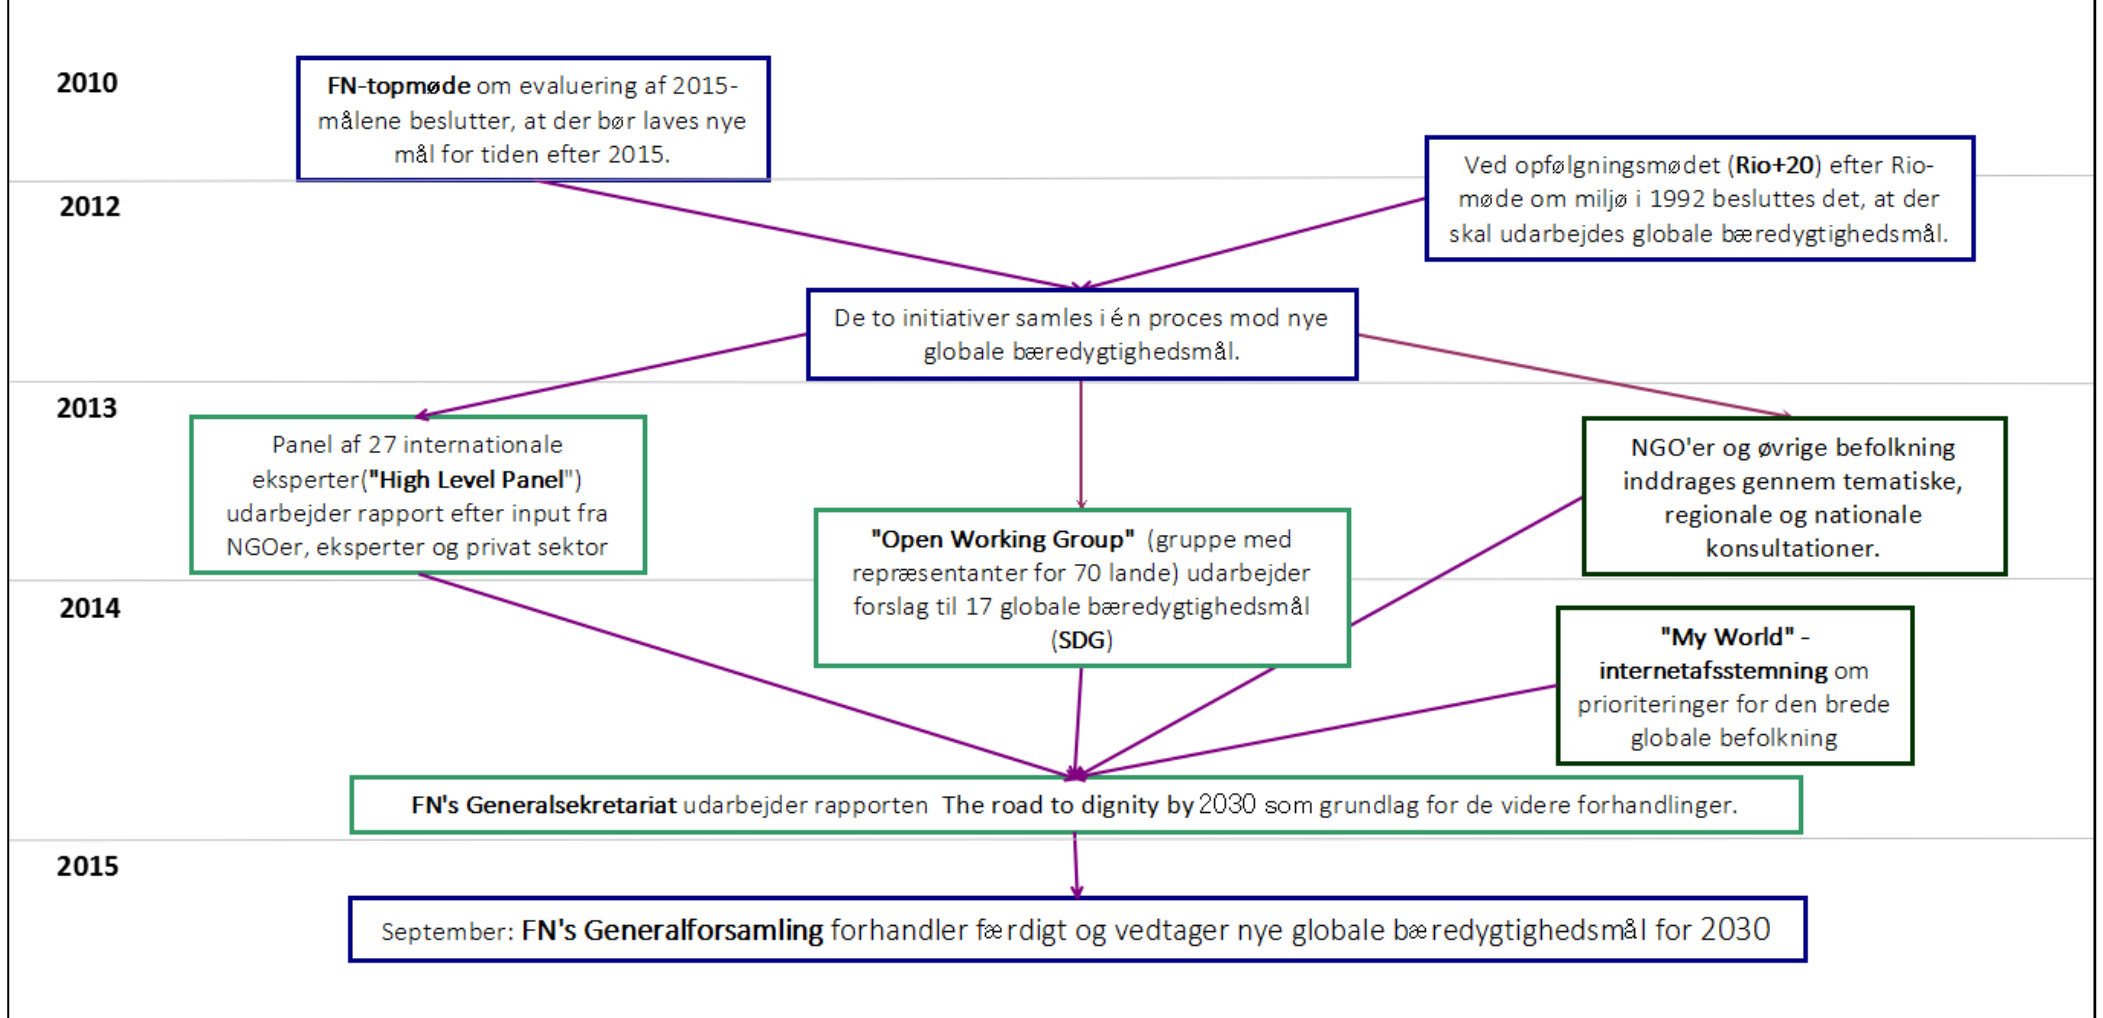 2010
FN-topmøde om evaluering af 2015-
målene beslutter, at der bør laves nye
mål for tiden efter 2015.
Ved opfølgningsmødet (Rio+20) efter Rio-
møde om miljø i 1992 besluttes det, at der
skal udarbejdes globale bæredygtighedsmål.
2012
De to initiativer samles i én proces mod nye
globale bæredygtighedsmål.
2013
Panel af 27 internationale
eksperter("High Level Panel")
udarbejder rapport efter input fra
NGOer, eksperter og privat sektor
"Open Working Group" (gruppe med
repræsentanter for 70 lande) udarbejder
forslag til 17 globale bæredygtighedsmål
(SDG)
NGO'er og øvrige befolkning
inddrages gennem tematiske,
regionale og nationale
konsultationer.
2014
"My World" -
internetafsstemning om
prioriteringer for den brede
globale befolkning
FN's Generalsekretariat udarbejder rapporten The road to dignity by 2030 som grundlag for de videre forhandlinger.
2015
September: FN's Generalforsamling forhandler færdigt og vedtager nye globale bæredygtighedsmål for 2030